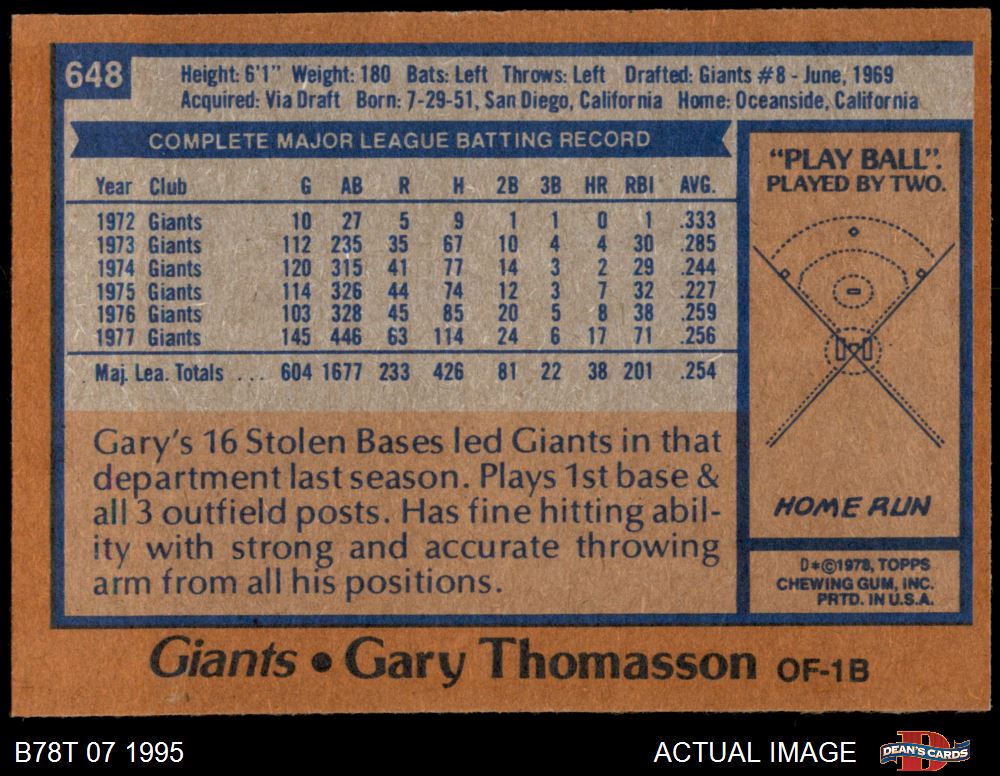 648
Height: 6'1" Weight: 180 Bats: Left Throws: Left Drafted: Giants #8 - June, 1969
Acquired: Via Draft Born: 7-29-51, San Diego, California Home: Oceanside, California
COMPLETE MAJOR LEAGUE BATTING RECORD
Year Club G AB R H 2B 3B HR RBI AVG.
1972 Giants 10 27 5 9 1 1 0 1 .333
1973 Giants 112 235 35 67 10 4 4 30 .285
1974 Giants 120 315 41 77 14 3 2 29 .244
1975 Giants 114 326 44 74 12 3 7 32 .227
1976 Giants 103 328 45 85 20 5 8 38 .259
1977 Giants 145 446 63 114 24 6 17 71 .256
Maj. Lea. Totals ... 604 1677 233 426 81 22 38 201 .254
Gary's 16 Stolen Bases led Giants in that
department last season. Plays 1st base &
all 3 outfield posts. Has fine hitting abil-
ity with strong and accurate throwing
arm from all his positions.
"PLAY BALL".
PLAYED BY TWO.
HOME RUN
D*©1978, TOPPS
CHEWING GUM, INC.
PRTD. IN U.S.A.
Giants • Gary Thomasson OF-1B
B78T 07 1995
ACTUAL IMAGE
D
DEAN'S CARDS